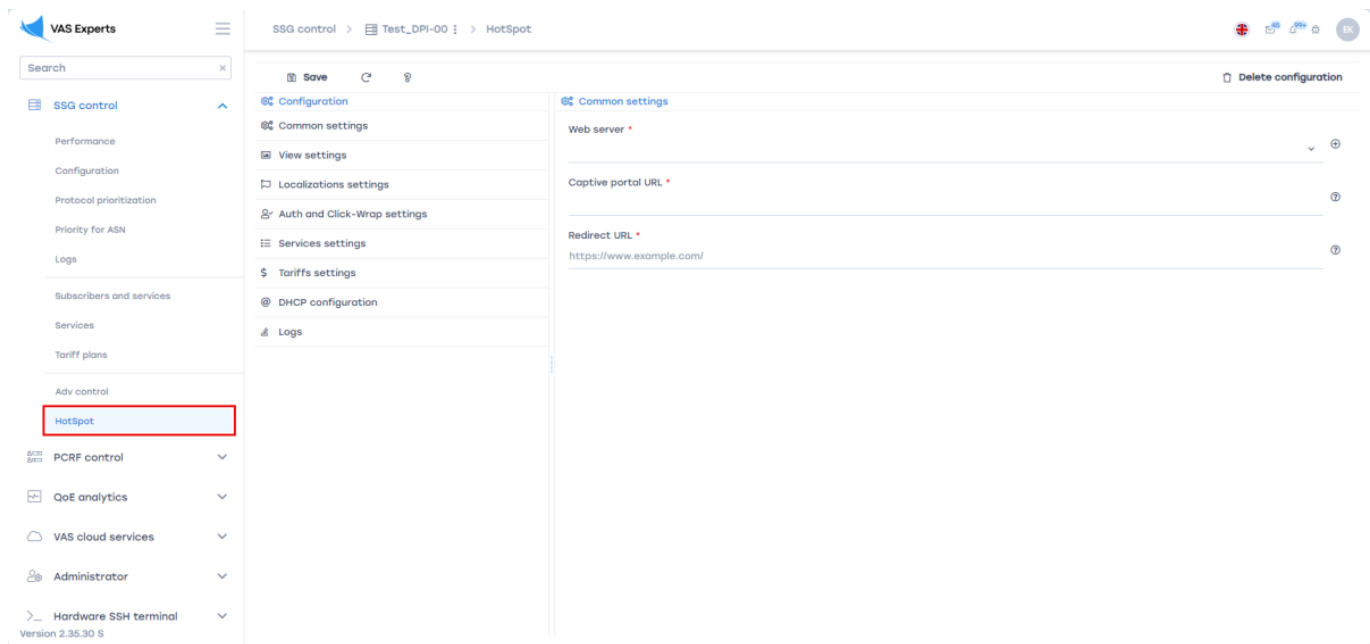 VAS Experts
SSG control > Test_DPI-00 > HotSpot
48
99+
EK
Search
Save
Delete configuration
SSG control
Performance
Configuration
Protocol prioritization
Priority for ASN
Logs
Subscribers and services
Services
Tariff plans
Adv control
HotSpot
PCRF control
QoE analytics
VAS cloud services
Administrator
Hardware SSH terminal
Version 2.35.30 S
Configuration
Common settings
View settings
Localizations settings
Auth and Click-Wrap settings
Services settings
Tariffs settings
DHCP configuration
Logs
Common settings
Web server *
Captive portal URL *
Redirect URL *
https://www.example.com/